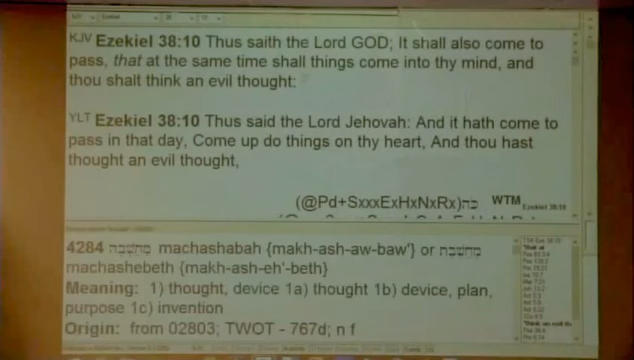 KJV Ezekiel 38:10 Thus saith the Lord GOD; It shall also come to
pass, that at the same time shall things come into thy mind, and
thou shalt think an evil thought:
YLT Ezekiel 38:10 Thus said the Lord Jehovah: And it hath come to
pass in that day, Come up do things on thy heart, And thou hast
thought an evil thought,
(@Pd+SxxxExHxNxRx)כה WTM Ezekiel 38:10
4284 מַחֲשָׁבָה machashabah {makh-ash-aw-baw'} or מַחֲשֶׁבֶת
machashebeth {makh-ash-eh'-beth}
Meaning: 1) thought, device 1a) thought 1b) device, plan,
purpose 1c) invention
Origin: from 02803; TWOT - 767d; n f